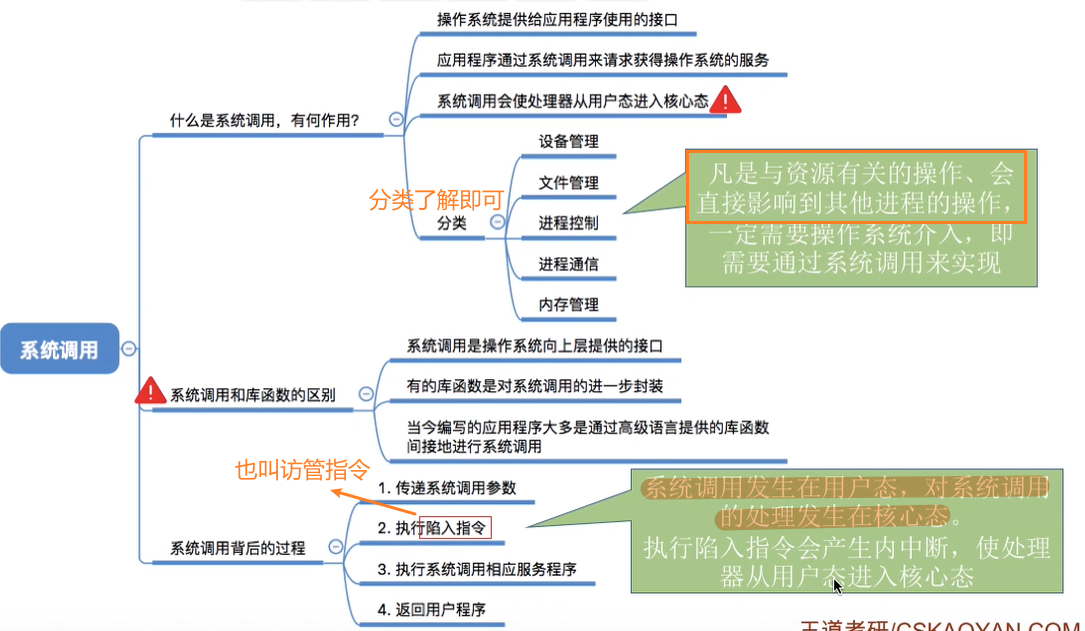 操作系统提供给应用程序使用的接口
应用程序通过系统调用来请求获得操作系统的服务
系统调用会使处理器从用户态进入核心态
什么是系统调用，有何作用？
设备管理
文件管理
分类了解即可
分类
进程控制
进程通信
内存管理
凡是与资源有关的操作、会
直接影响到其他进程的操作，
一定需要操作系统介入，即
需要通过系统调用来实现
系统调用
系统调用和库函数的区别
系统调用是操作系统向上层提供的接口
有的库函数是对系统调用的进一步封装
当今编写的应用程序大多是通过高级语言提供的库函数
间接地进行系统调用
也叫访管指令
系统调用背后的过程
1. 传递系统调用参数
2. 执行陷入指令
3. 执行系统调用相应服务程序
4. 返回用户程序
系统调用发生在用户态，对系统调用
的处理发生在核心态。
执行陷入指令会产生内中断，使处理
器从用户态进入核心态
王道考研/CSKAOYAN.COM